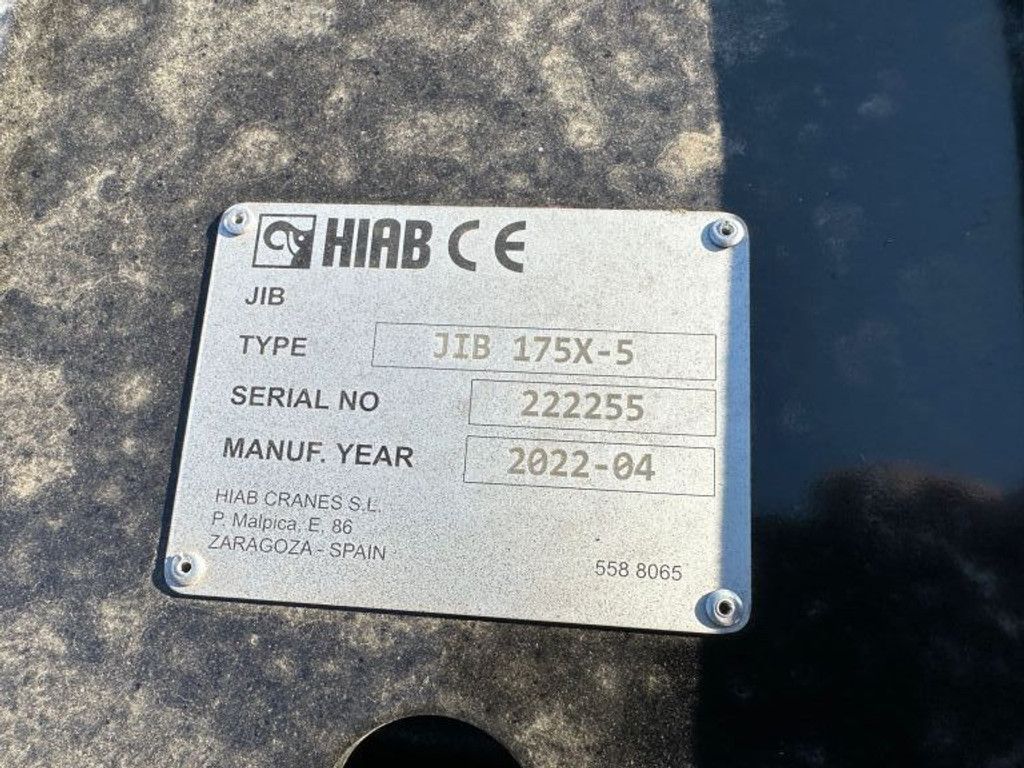 HIAB CE
JIB
TYPE JIB 175X-5
SERIAL NO 222255
MANUF. YEAR 2022-04
HIAB CRANES S.L.
P. Malpica, E, 86
ZARAGOZA - SPAIN
558 8065